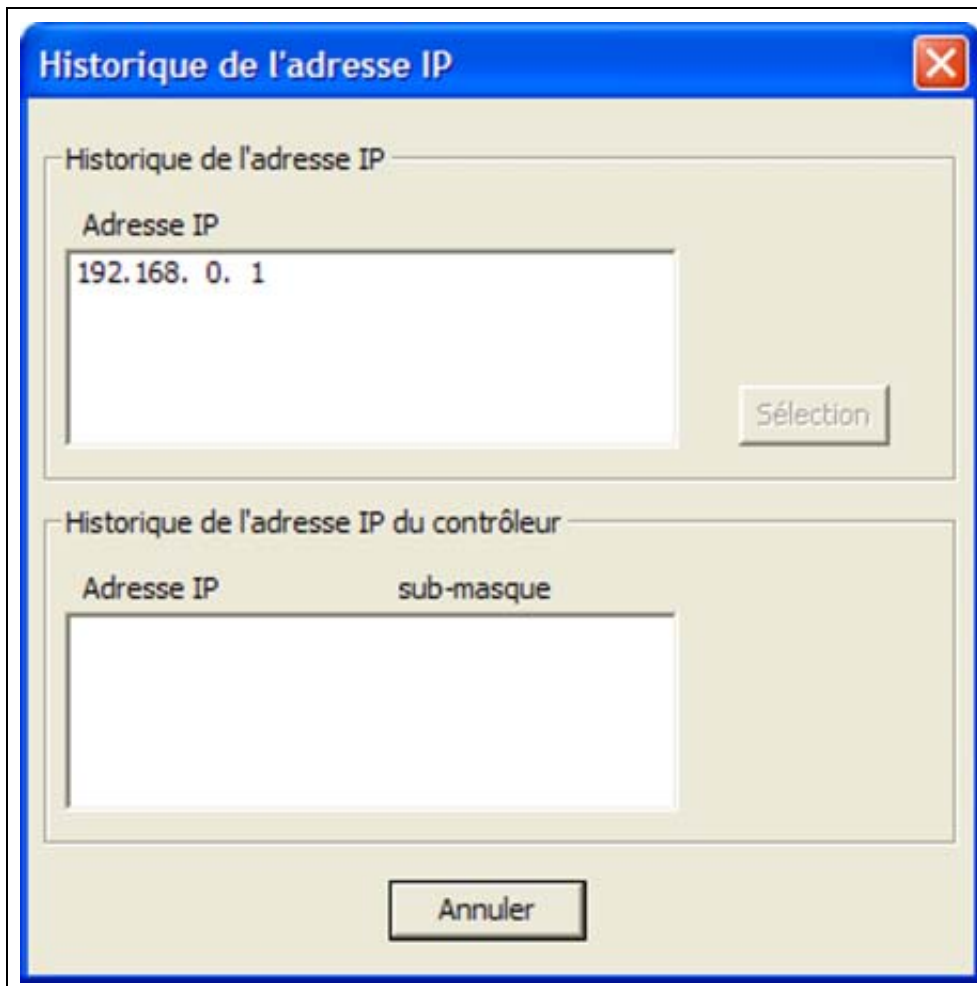 Historique de l'adresse IP
Historique de l'adresse IP
Adresse IP
192.168. 0. 1
Sélection
Historique de l'adresse IP du contrôleur
Adresse IP sub-masque
Annuler